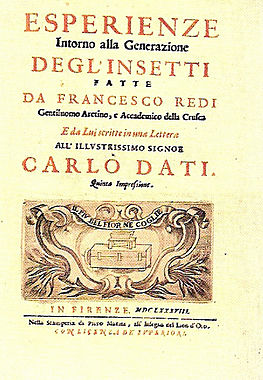 ESPERIENZE
Intorno alla Generazione
DEGL'INSETTI
FATTE
DA FRANCESCO REDI
Gentiluomo Aretino, e Accademico della Crusca
E da Lui scritte in una Lettera
ALL' ILLVSTRISSIMO SIGNOR
CARLO DATI.
Quinta Impressione.
IL PIV BEL FIOR NE COGLIE
IN FIRENZE, MDCLXXXVIII.
Nella Stamperia di Piero Matini, all' Insegna del Lion d'Oro.
CON LICENZA DE' SUPERIORI.